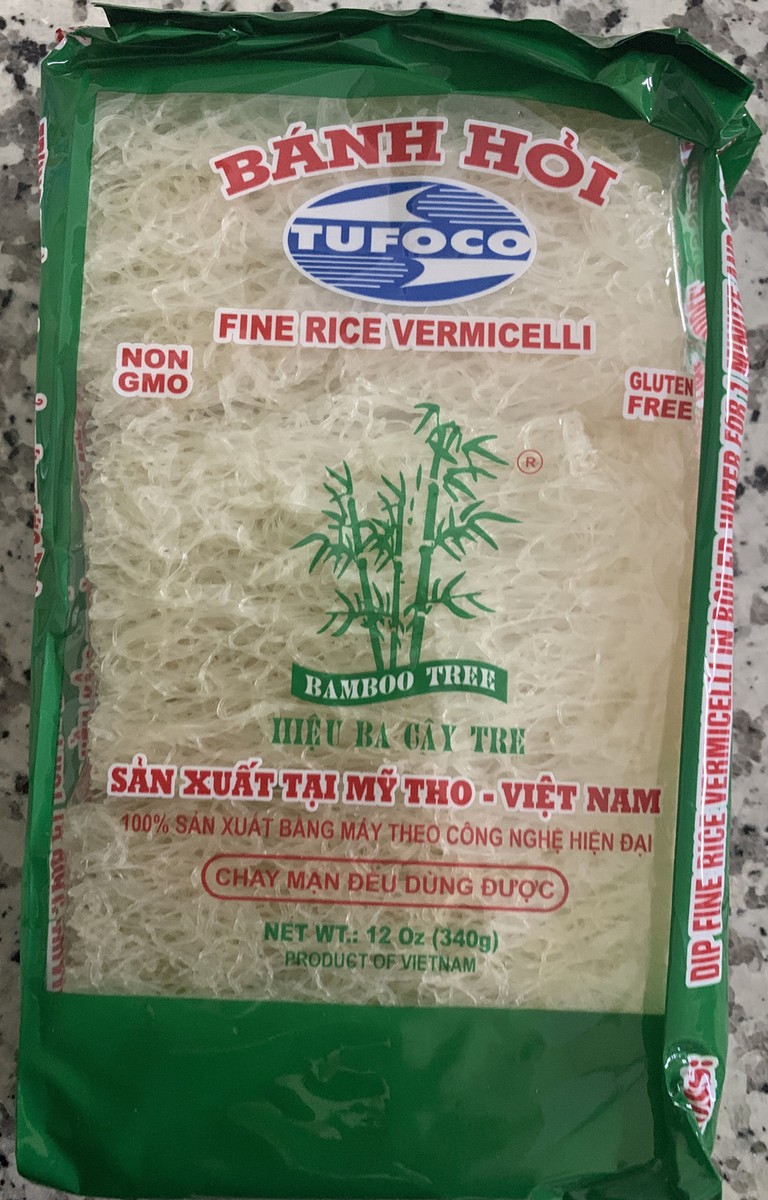 BÁNH HỎI
TUFOCO
FINE RICE VERMICELLI
NON
GMO
GLUTEN
FREE
®
BAMBOO TREE
HIỆU BA CÂY TRE
SẢN XUẤT TẠI MỸ THO - VIỆT NAM
100% SẢN XUẤT BẰNG MÁY THEO CÔNG NGHỆ HIỆN ĐẠI
CHAY MẶN ĐỀU DÙNG ĐƯỢC
NET WT.: 12 Oz (340g)
PRODUCT OF VIETNAM
DIP FINE RICE VERMICELLI IN BOILED WATER FOR 1 MINUTE AND